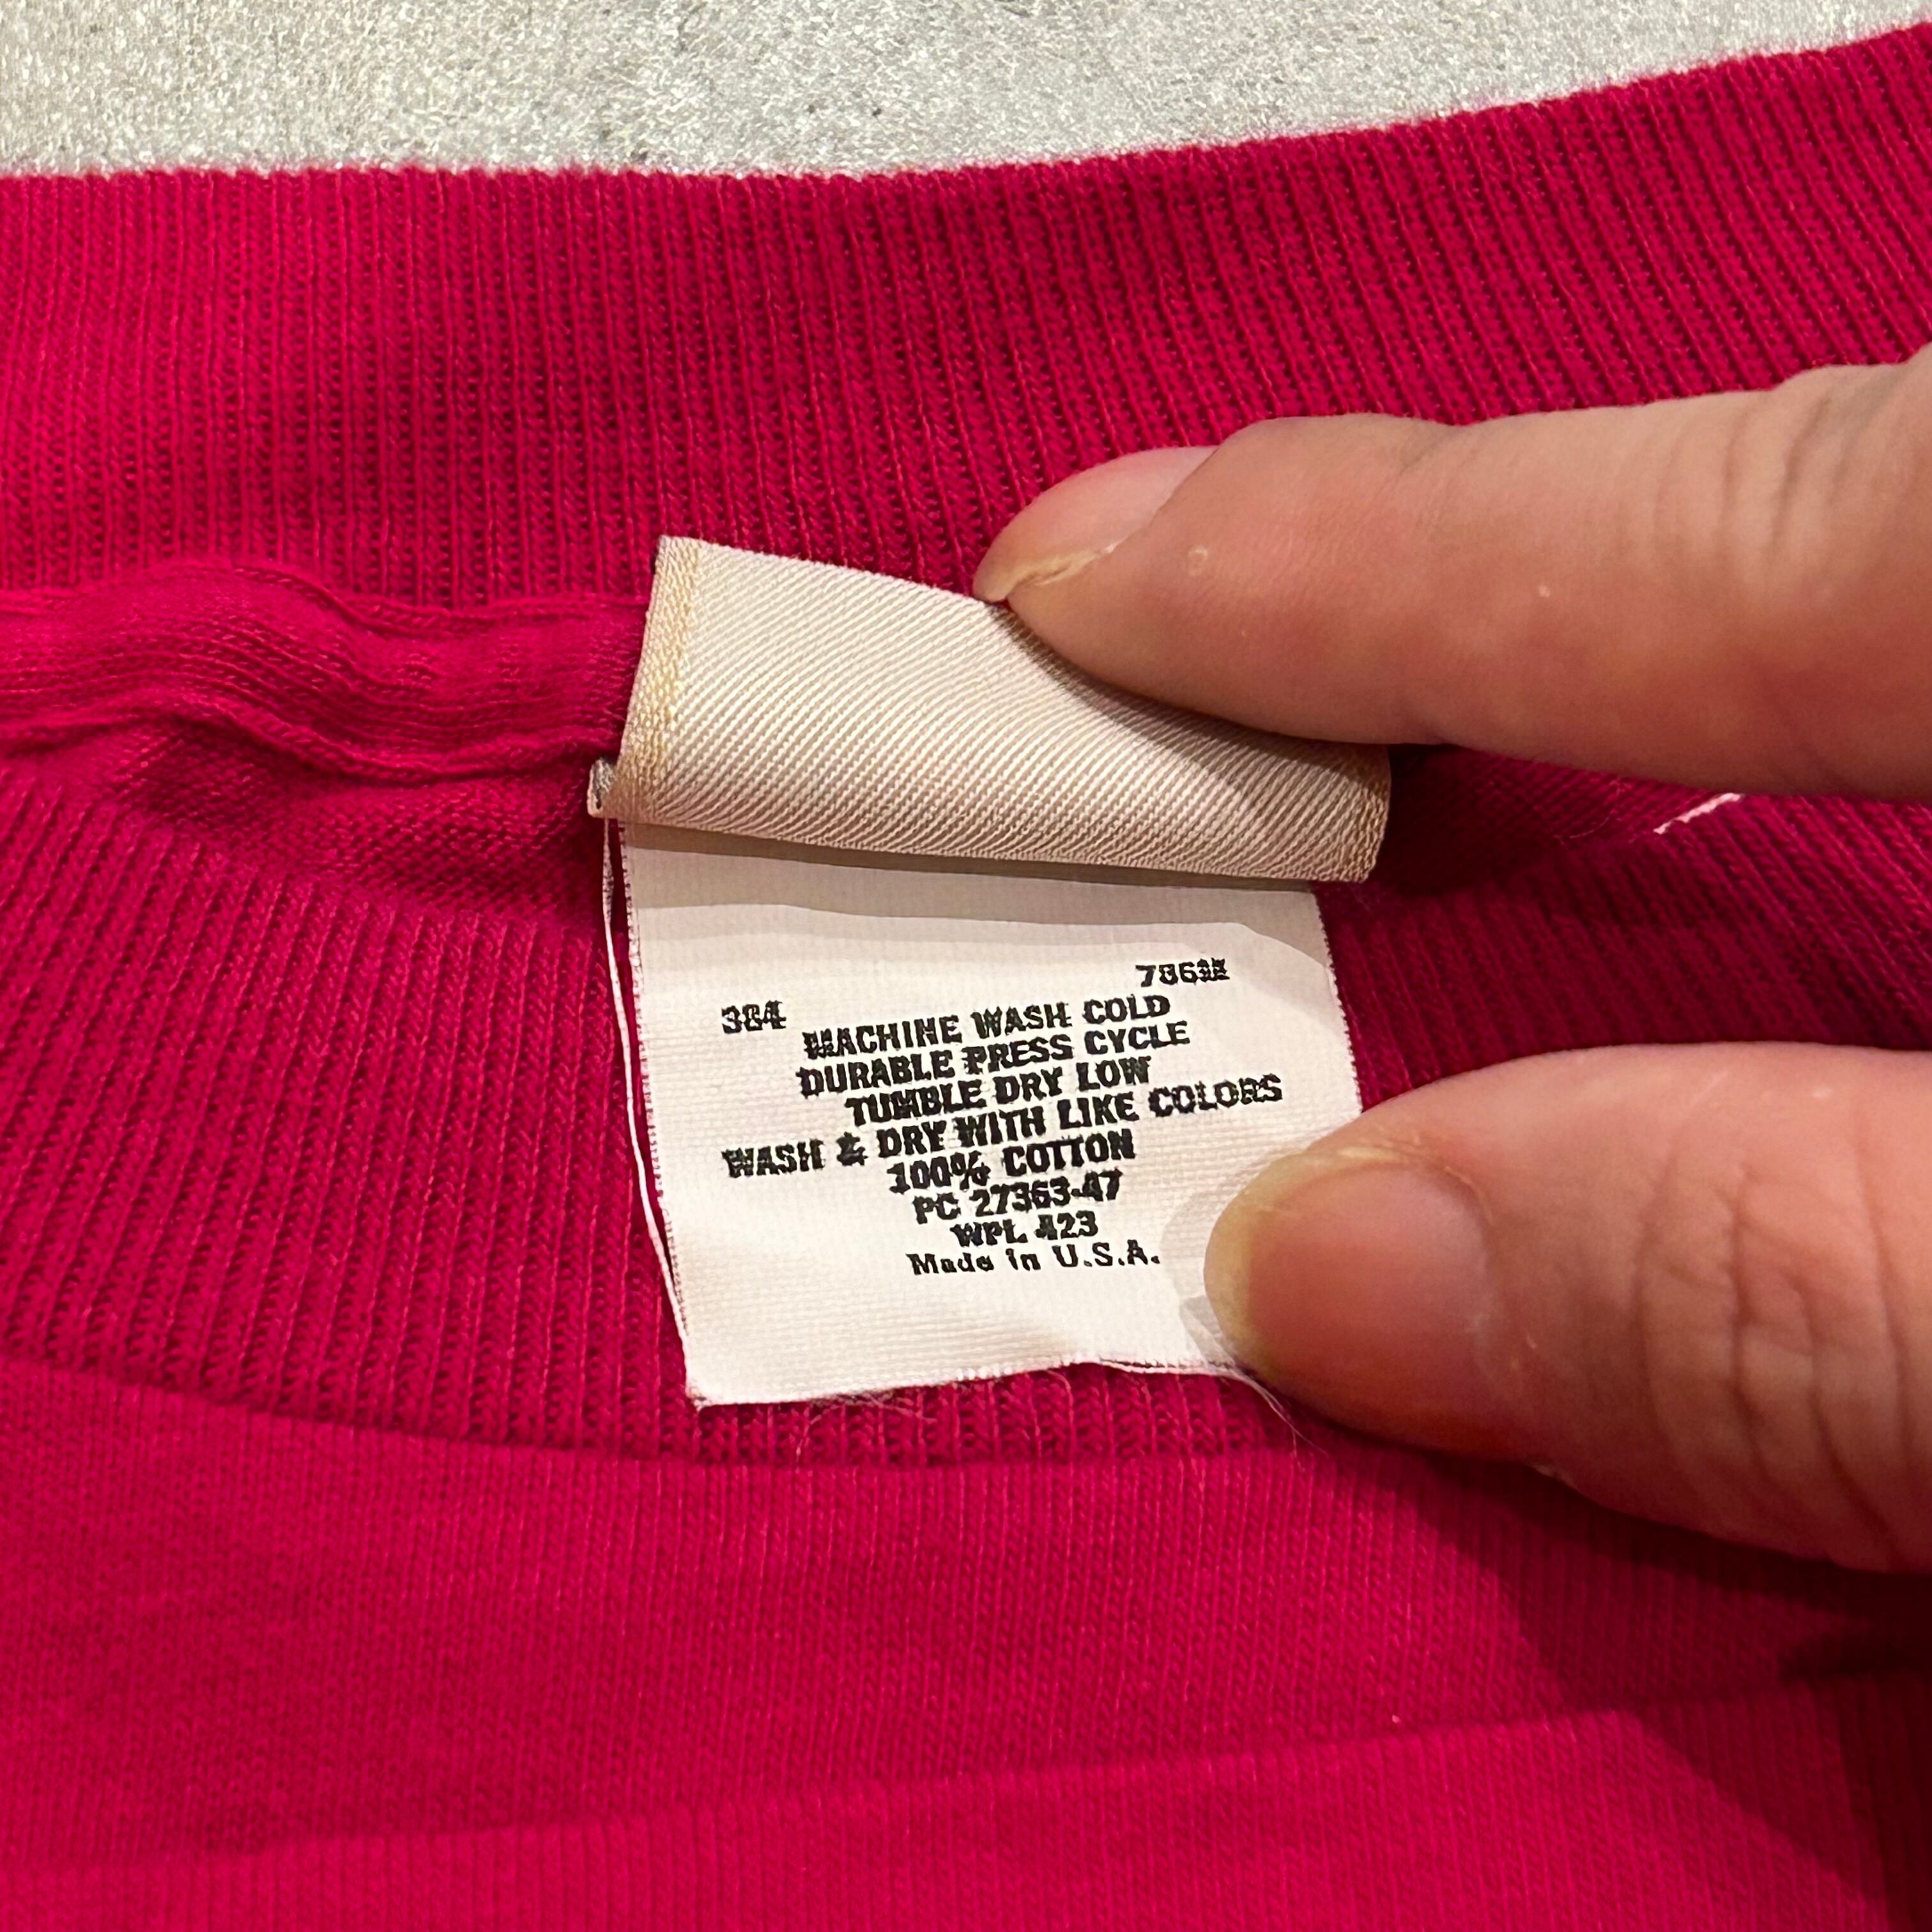 384
MACHINE WASH COLD
DURABLE PRESS CYCLE
TUMBLE DRY LOW
WASH & DRY WITH LIKE COLORS
100% COTTON
PC 27363-47
WPL 423
Made in U.S.A.